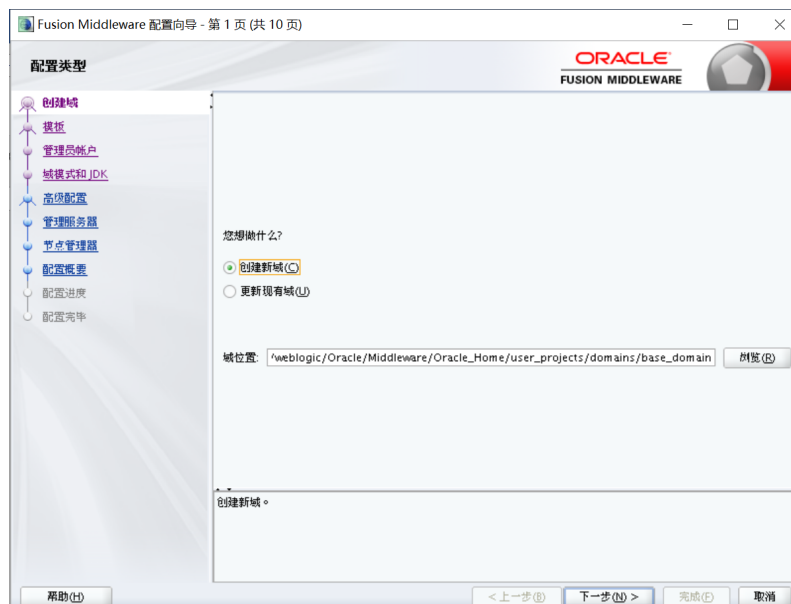 Fusion Middleware 配置向导 - 第 1 页 (共 10 页)
配置类型
ORACLE
FUSION MIDDLEWARE
创建域
模板
管理员帐户
域模式和 JDK
高级配置
管理服务器
节点管理器
配置概要
配置进度
配置完毕
您想做什么?
创建新域(C)
更新现有域(U)
域位置: /weblogic/Oracle/Middleware/Oracle_Home/user_projects/domains/base_domain 浏览(R)
创建新域。
帮助(H) < 上一步(B) 下一步(N) > 完成(F) 取消